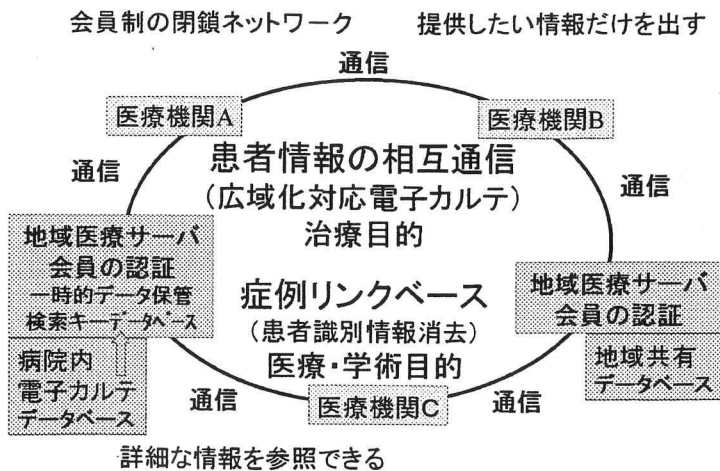 会員制の閉鎖ネットワーク
提供したい情報だけを出す
通信
医療機関A
医療機関B
患者情報の相互通信
(広域化対応電子カルテ)
治療目的
通信
通信
地域医療サーバ
会員の認証
一時的データ保管
検索キーデータベース
症例リンクベース
(患者識別情報消去)
医療・学術目的
地域医療サーバ
会員の認証
病院内
電子カルテ
データベース
地域共有
データベース
通信
医療機関C
通信
詳細な情報を参照できる